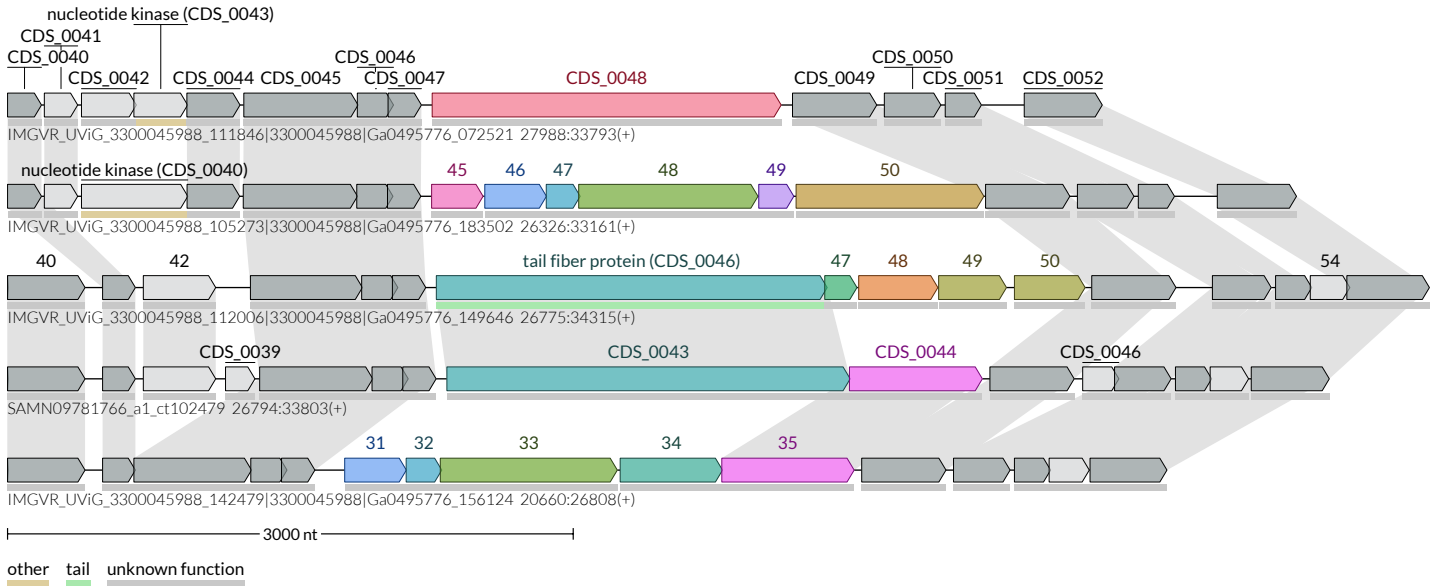 nucleotide kinase (CDS_0043)
CDS_0041
CDS_0040
CDS_0046
CDS_0050
CDS_0042 CDS_0044 CDS_0045 CDS_0047 CDS_0048 CDS_0049 CDS_0051 CDS_0052
IMGVR_UViG_3300045988_111846|3300045988|Ga0495776_072521 27988:33793(+)
nucleotide kinase (CDS_0040) 45 46 47 48 49 50
IMGVR_UViG_3300045988_105273|3300045988|Ga0495776_183502 26326:33161(+)
40 42 tail fiber protein (CDS_0046) 47 48 49 50 54
IMGVR_UViG_3300045988_112006|3300045988|Ga0495776_149646 26775:34315(+)
CDS_0039 CDS_0043 CDS_0044 CDS_0046
SAMN09781766_a1_ct102479 26794:33803(+)
31 32 33 34 35
IMGVR_UViG_3300045988_142479|3300045988|Ga0495776_156124 20660:26808(+)
3000 nt
other tail unknown function